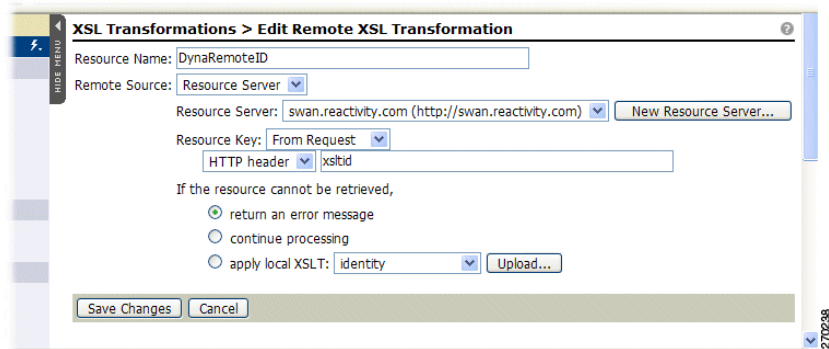 XSL Transformations > Edit Remote XSL Transformation
HIDE MENU
Resource Name: DynaRemoteID
Remote Source: Resource Server
Resource Server: swan.reactivity.com (http://swan.reactivity.com) New Resource Server...
Resource Key: From Request
HTTP header xsltid
If the resource cannot be retrieved,
return an error message
continue processing
apply local XSLT: identity Upload...
Save Changes Cancel
270238